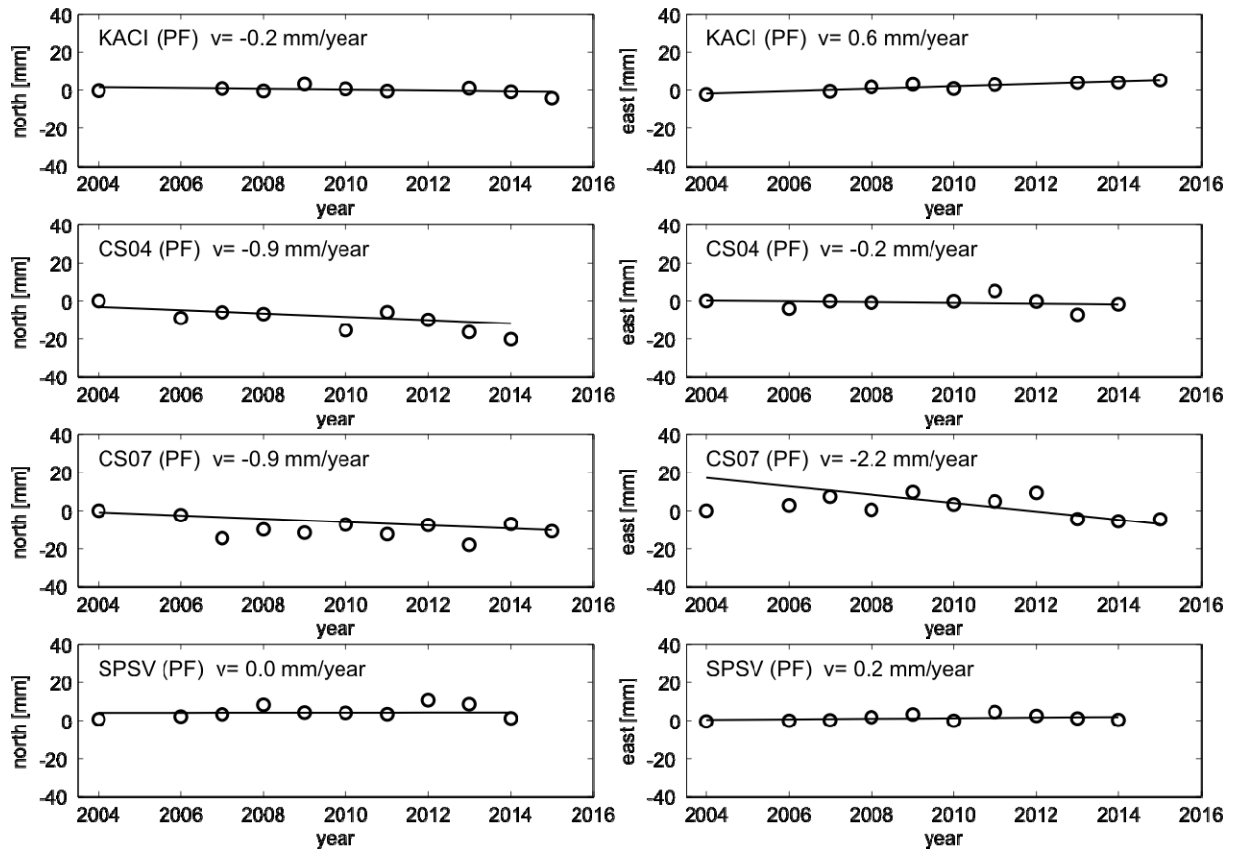 KACI (PF) v= -0.2 mm/year
north [mm]
40
20
0
-20
-40
2004 2006 2008 2010 2012 2014 2016
year
KACI (PF) v= 0.6 mm/year
east [mm]
40
20
0
-20
-40
2004 2006 2008 2010 2012 2014 2016
year
CS04 (PF) v= -0.9 mm/year
north [mm]
40
20
0
-20
-40
2004 2006 2008 2010 2012 2014 2016
year
CS04 (PF) v= -0.2 mm/year
east [mm]
40
20
0
-20
-40
2004 2006 2008 2010 2012 2014 2016
year
CS07 (PF) v= -0.9 mm/year
north [mm]
40
20
0
-20
-40
2004 2006 2008 2010 2012 2014 2016
year
CS07 (PF) v= -2.2 mm/year
east [mm]
40
20
0
-20
-40
2004 2006 2008 2010 2012 2014 2016
year
SPSV (PF) v= 0.0 mm/year
north [mm]
40
20
0
-20
-40
2004 2006 2008 2010 2012 2014 2016
year
SPSV (PF) v= 0.2 mm/year
east [mm]
40
20
0
-20
-40
2004 2006 2008 2010 2012 2014 2016
year